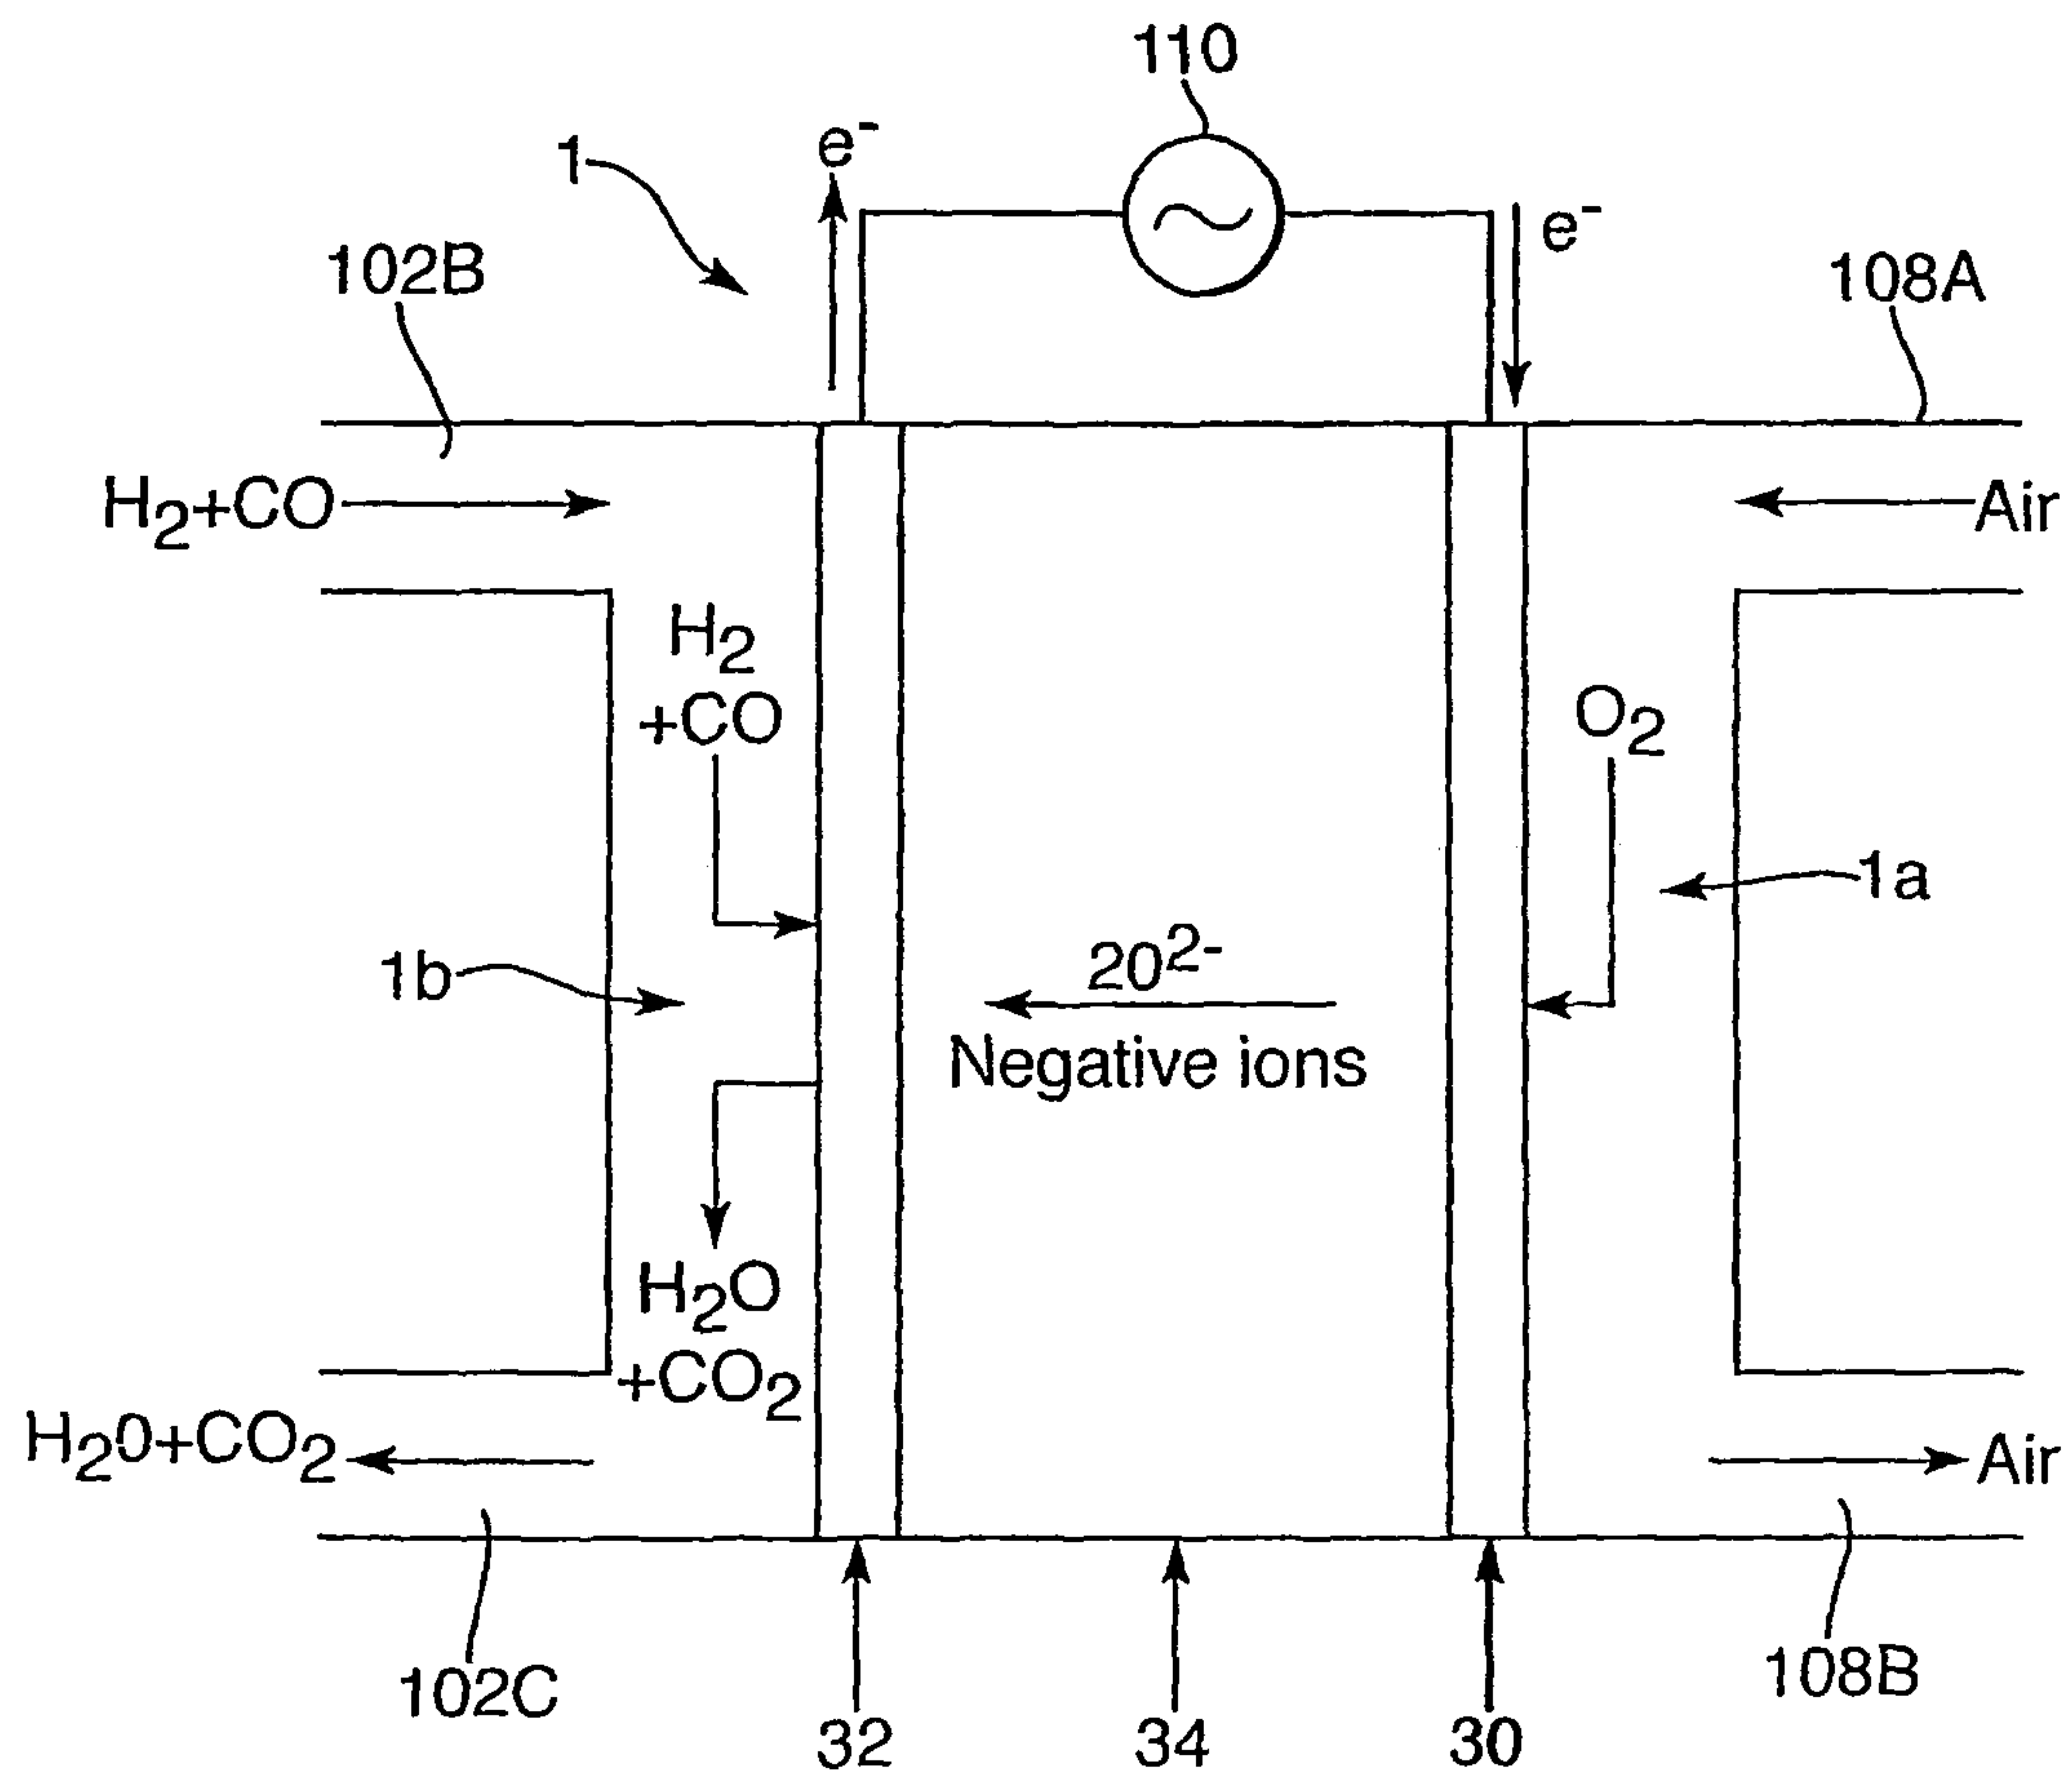 110
1
e⁻
e⁻
102B
108A
H₂+CO
Air
H₂
+CO
O₂
1a
1b
20²⁻
Negative ions
H₂O
+CO₂
H₂0+CO₂
Air
102C
108B
32
34
30